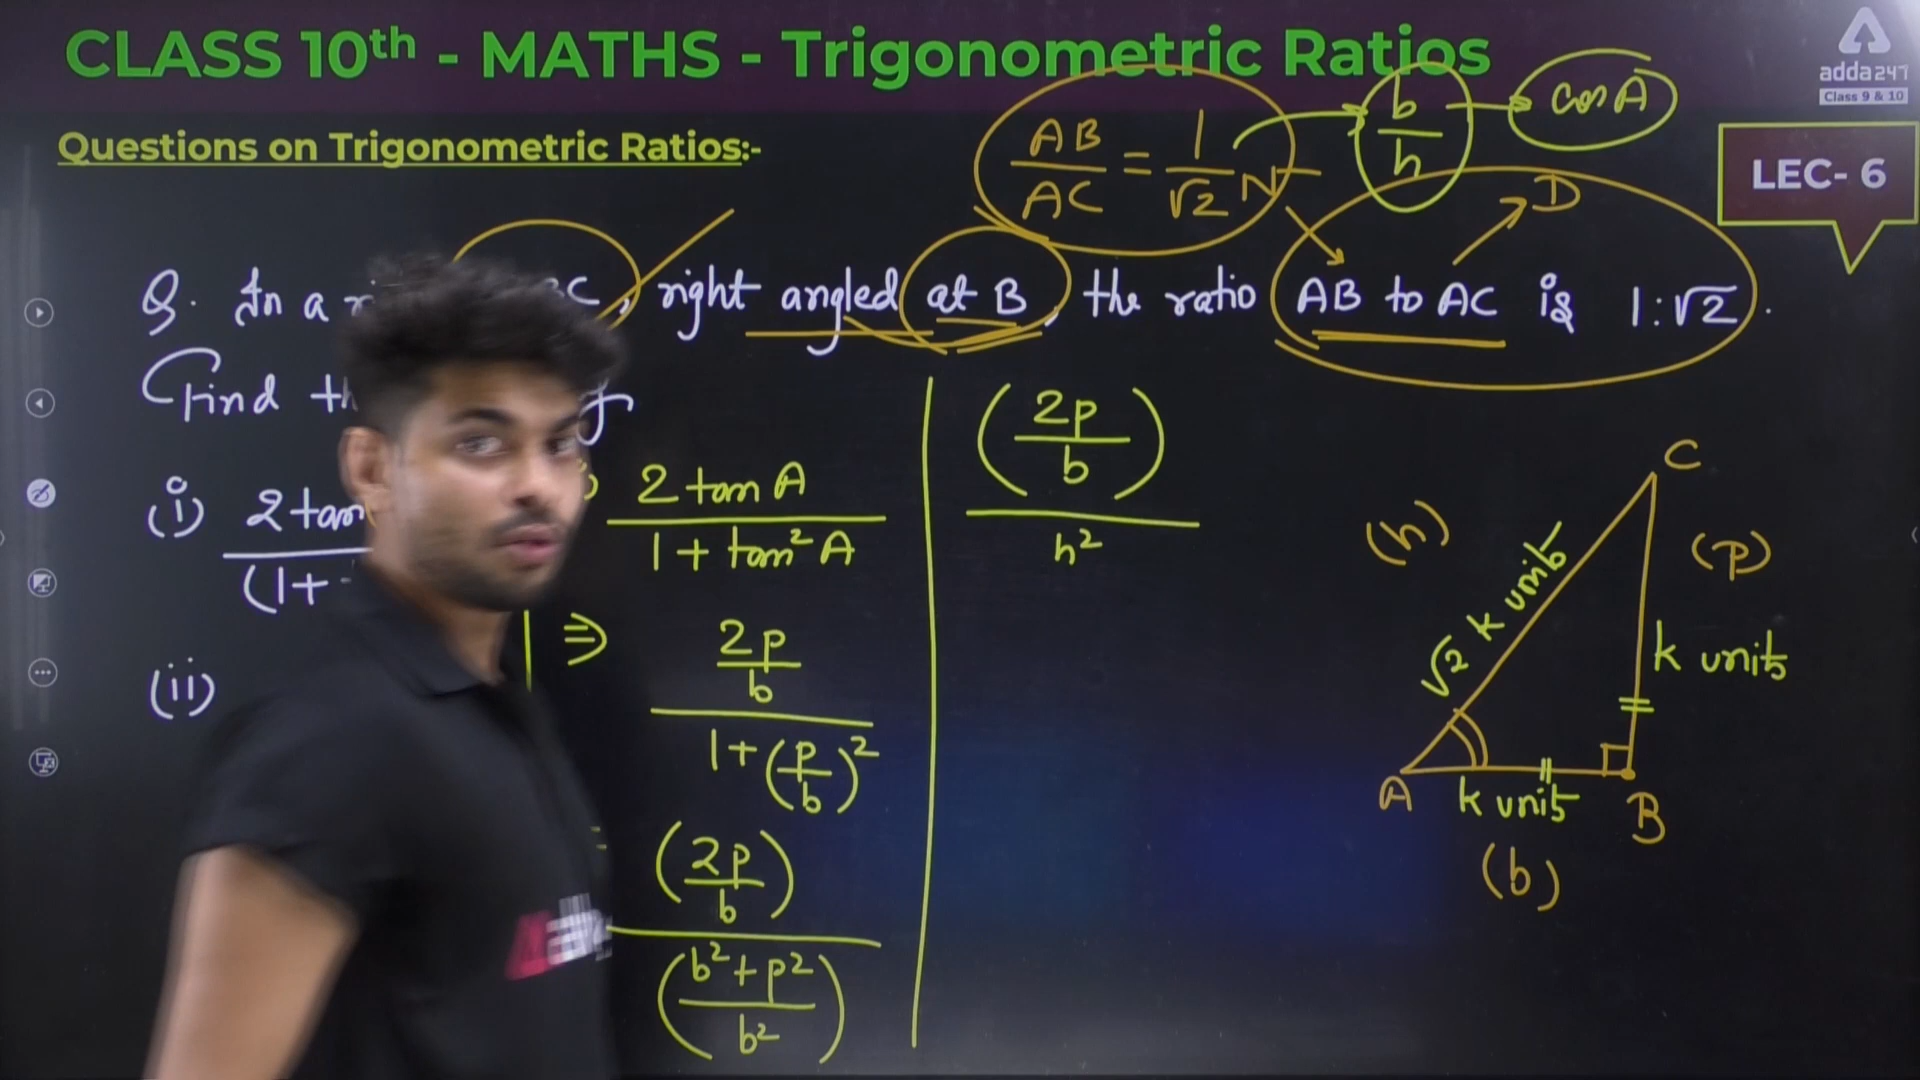 CLASS 10th - MATHS - Trigonometric Ratios
adda247
Class 9 & 10
Questions on Trigonometric Ratios:-
LEC- 6
AB/AC = 1/√2 → b/h → cos A
N
D
Q. In a , right angled at B, the ratio AB to AC is 1:√2.
Find
(i) 2 tan
(1+
(ii)
2 tan A / 1 + tan² A
⇒ 2p/b / 1+(p/b)²
(2p/b) / (b²+p²/b²)
(2p/b) / h²
C
(h)
(p)
√2 k units
k units
A
k units
B
(b)